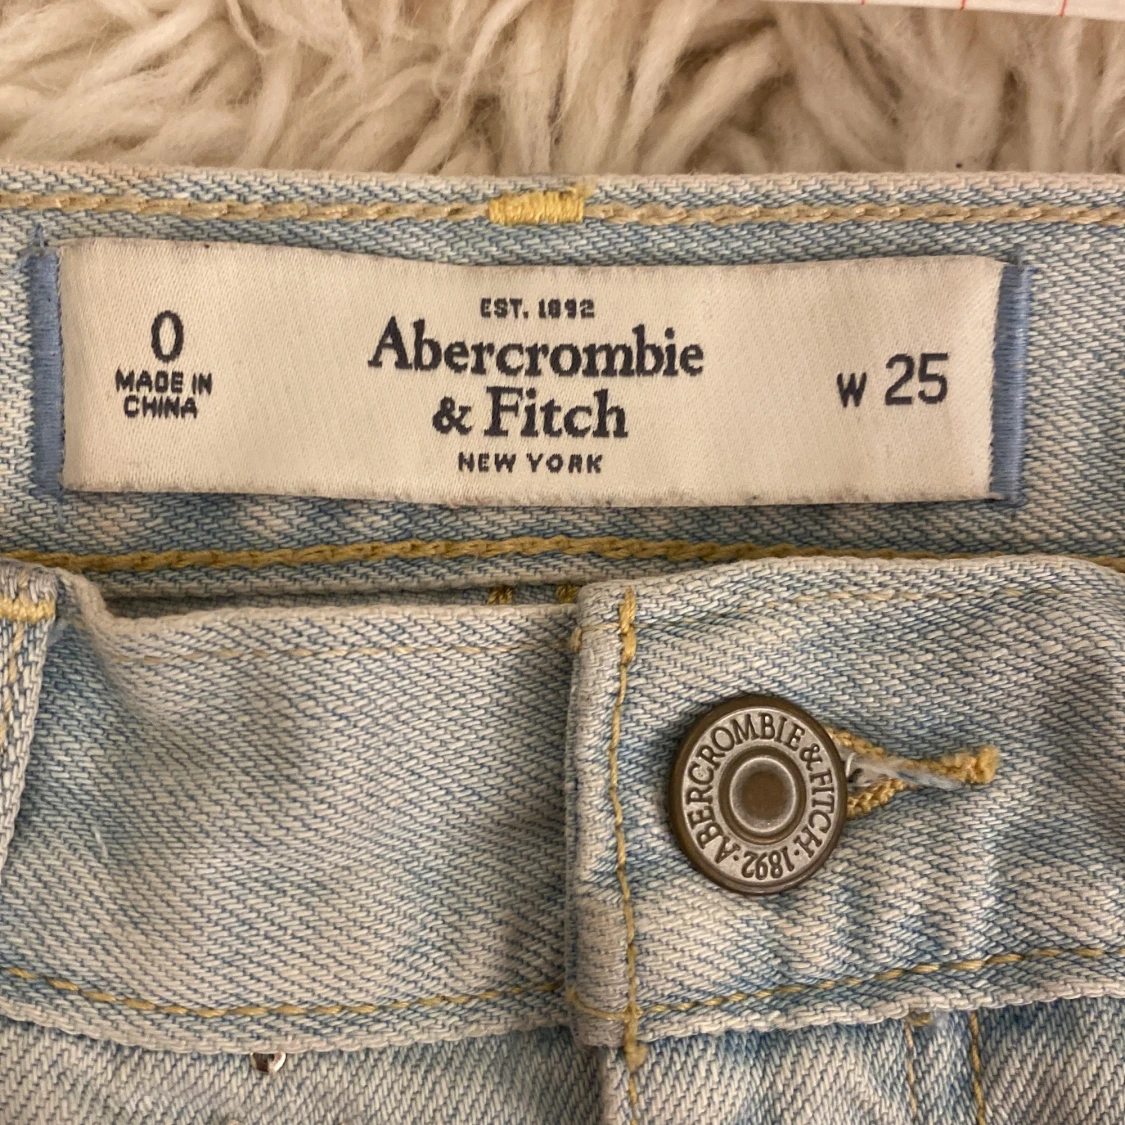 EST. 1892
Abercrombie
& Fitch
NEW YORK
0
MADE IN
CHINA
W 25
ABERCROMBIE & FITCH · 1892 ·